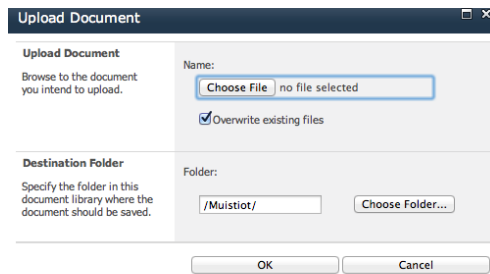 Upload Document
Upload Document
Browse to the document
you intend to upload.
Name:
Choose File no file selected
Overwrite existing files
Destination Folder
Specify the folder in this
document library where the
document should be saved.
Folder:
/Muistiot/
Choose Folder...
OK
Cancel